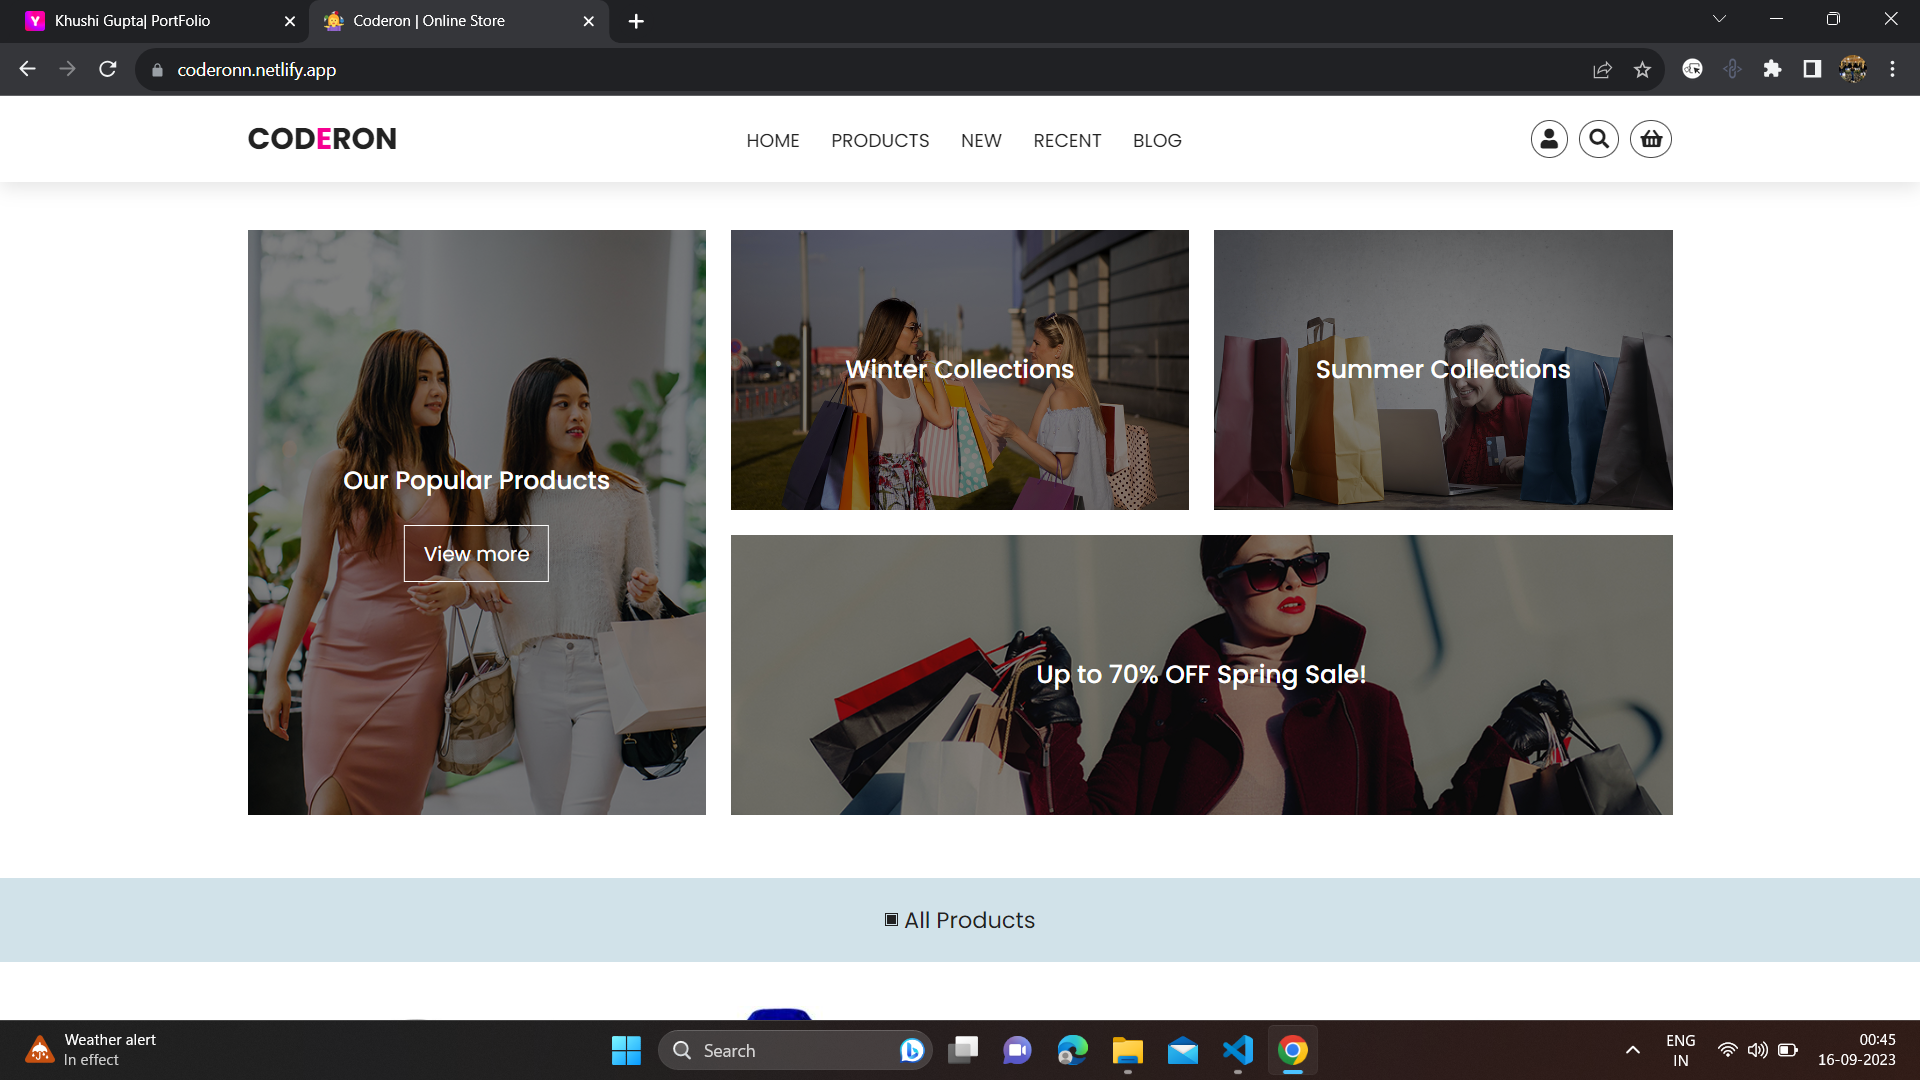 Khushi Gupta| PortFolio
Coderon | Online Store
coderonn.netlify.app
CODERON
HOME PRODUCTS NEW RECENT BLOG
Winter Collections
Summer Collections
Our Popular Products
View more
Up to 70% OFF Spring Sale!
All Products
Weather alert
In effect
Search
ENG
IN
00:45
16-09-2023